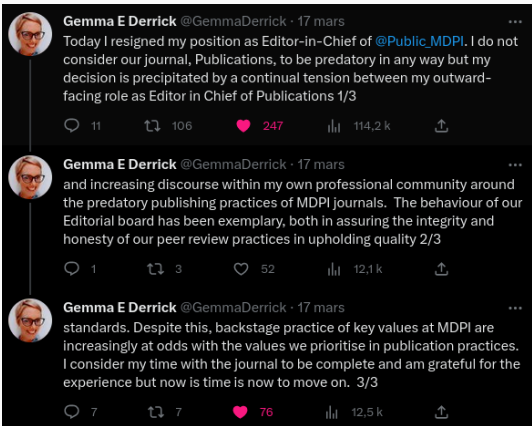 Gemma E Derrick @GemmaDerrick · 17 mars
Today I resigned my position as Editor-in-Chief of @Public_MDPI. I do not
consider our journal, Publications, to be predatory in any way but my
decision is precipitated by a continual tension between my outward-
facing role as Editor in Chief of Publications 1/3
11 106 247 114,2 k
Gemma E Derrick @GemmaDerrick · 17 mars
and increasing discourse within my own professional community around
the predatory publishing practices of MDPI journals.  The behaviour of our
Editorial board has been exemplary, both in assuring the integrity and
honesty of our peer review practices in upholding quality 2/3
1 3 52 12,1 k
Gemma E Derrick @GemmaDerrick · 17 mars
standards. Despite this, backstage practice of key values at MDPI are
increasingly at odds with the values we prioritise in publication practices.
I consider my time with the journal to be complete and am grateful for the
experience but now is time is now to move on.  3/3
7 7 76 12,5 k